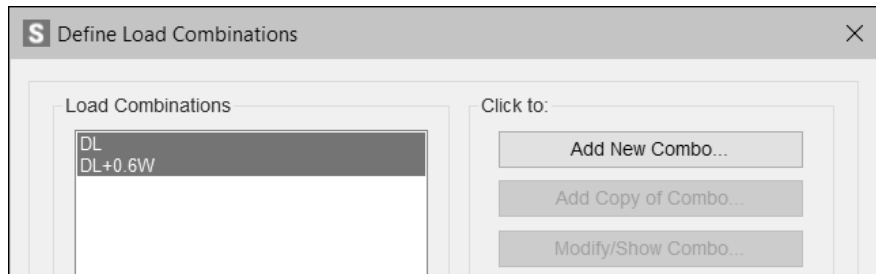 S Define Load Combinations
Load Combinations
DL
DL+0.6W
Click to:
Add New Combo...
Add Copy of Combo...
Modify/Show Combo...